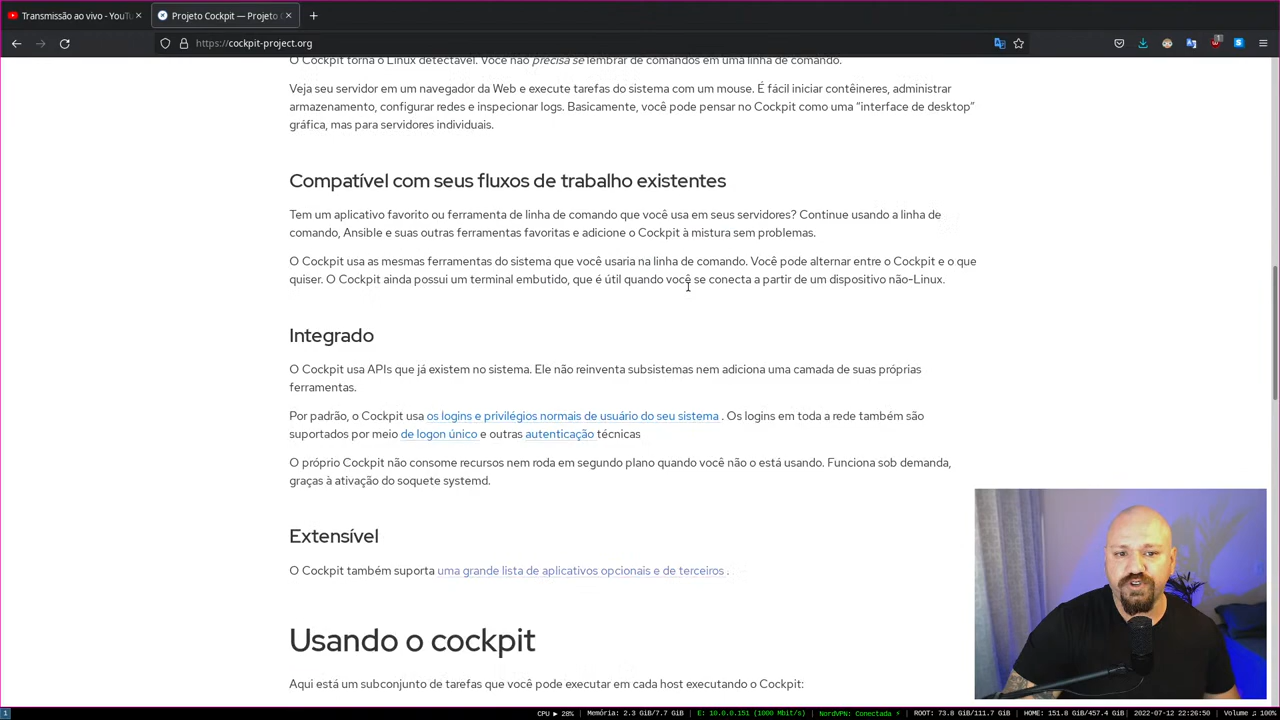 Transmissão ao vivo - YouTu
Projeto Cockpit — Projeto
https://cockpit-project.org
1
O Cockpit torna o Linux detectável. Você não precisa se lembrar de comandos em uma linha de comando.
Veja seu servidor em um navegador da Web e execute tarefas do sistema com um mouse. É fácil iniciar contêineres, administrar
armazenamento, configurar redes e inspecionar logs. Basicamente, você pode pensar no Cockpit como uma “interface de desktop”
gráfica, mas para servidores individuais.
Compatível com seus fluxos de trabalho existentes
Tem um aplicativo favorito ou ferramenta de linha de comando que você usa em seus servidores? Continue usando a linha de
comando, Ansible e suas outras ferramentas favoritas e adicione o Cockpit à mistura sem problemas.
O Cockpit usa as mesmas ferramentas do sistema que você usaria na linha de comando. Você pode alternar entre o Cockpit e o que
quiser. O Cockpit ainda possui um terminal embutido, que é útil quando você se conecta a partir de um dispositivo não-Linux.
Integrado
O Cockpit usa APIs que já existem no sistema. Ele não reinventa subsistemas nem adiciona uma camada de suas próprias
ferramentas.
Por padrão, o Cockpit usa os logins e privilégios normais de usuário do seu sistema . Os logins em toda a rede também são
suportados por meio de logon único e outras autenticação técnicas
O próprio Cockpit não consome recursos nem roda em segundo plano quando você não o está usando. Funciona sob demanda,
graças à ativação do soquete systemd.
Extensível
O Cockpit também suporta uma grande lista de aplicativos opcionais e de terceiros .
Usando o cockpit
Aqui está um subconjunto de tarefas que você pode executar em cada host executando o Cockpit:
1 CPU ▶ 28% | Memória: 2.3 GiB/7.7 GiB | E: 10.0.0.151 (1000 Mbit/s) | NordVPN: Conectada ⚡ | ROOT: 73.8 GiB/111.7 GiB | HOME: 151.8 GiB/457.4 GiB | 2022-07-12 22:26:50 | Volume ♫ 100%